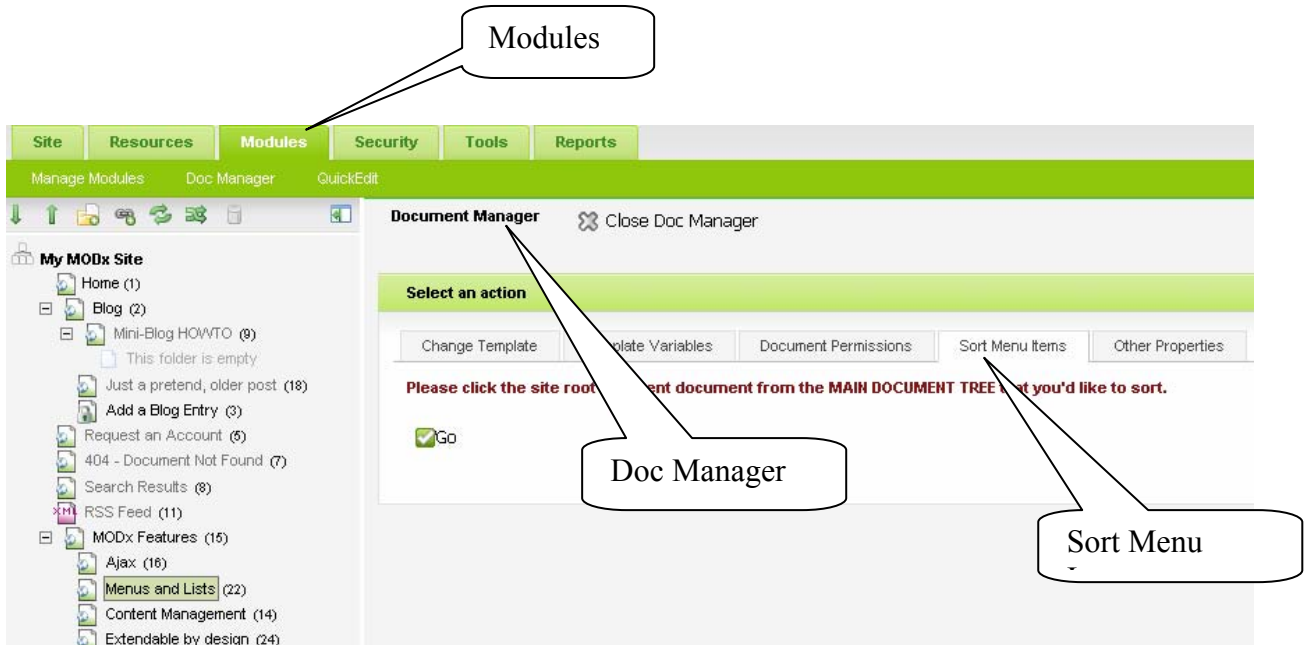 Modules
Site Resources Modules Security Tools Reports
Manage Modules Doc Manager QuickEdit
Document Manager Close Doc Manager
My MODx Site
Home (1)
Blog (2)
Mini-Blog HOWTO (9)
This folder is empty
Just a pretend, older post (18)
Add a Blog Entry (3)
Request an Account (5)
404 - Document Not Found (7)
Search Results (8)
XML RSS Feed (11)
MODx Features (15)
Ajax (16)
Menus and Lists (22)
Content Management (14)
Extendable by design (24)
Select an action
Change Template plate Variables Document Permissions Sort Menu Items Other Properties
Please click the site root ent document from the MAIN DOCUMENT TREE t you'd like to sort.
Go
Doc Manager
Sort Menu